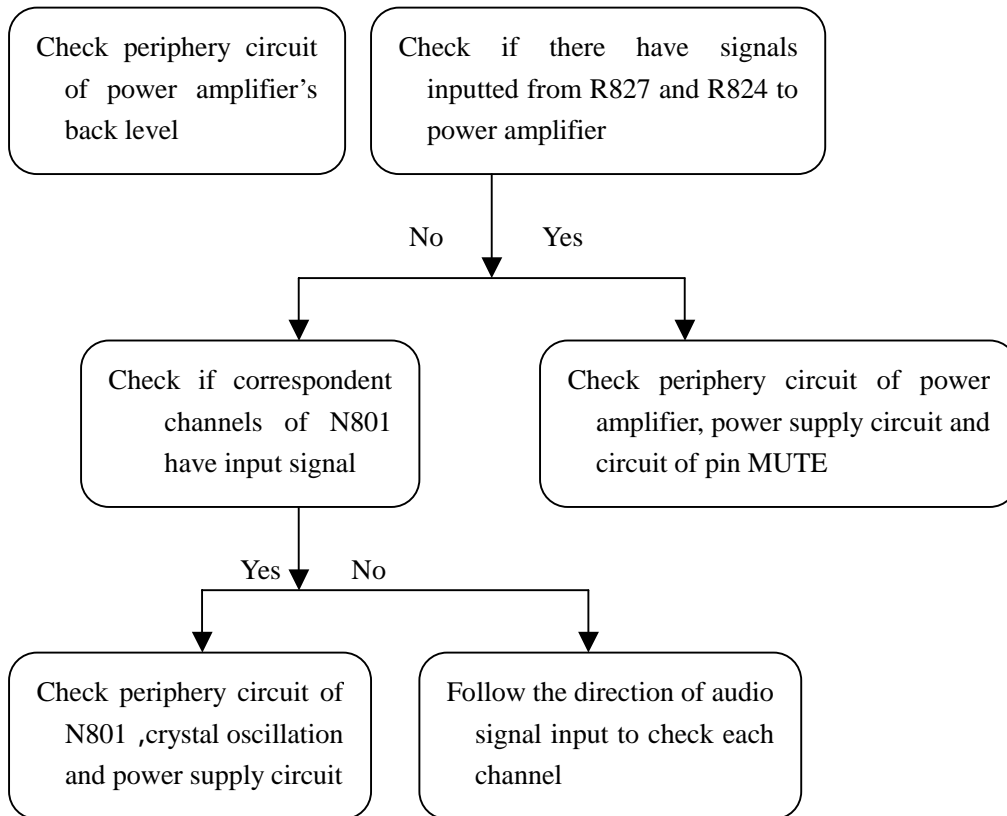 Check periphery circuit
of power amplifier's
back level
Check if there have signals
inputted from R827 and R824 to
power amplifier
No
Yes
Check if correspondent
channels of N801
have input signal
Check periphery circuit of power
amplifier, power supply circuit and
circuit of pin MUTE
Yes
No
Check periphery circuit of
N801 ,crystal oscillation
and power supply circuit
Follow the direction of audio
signal input to check each
channel